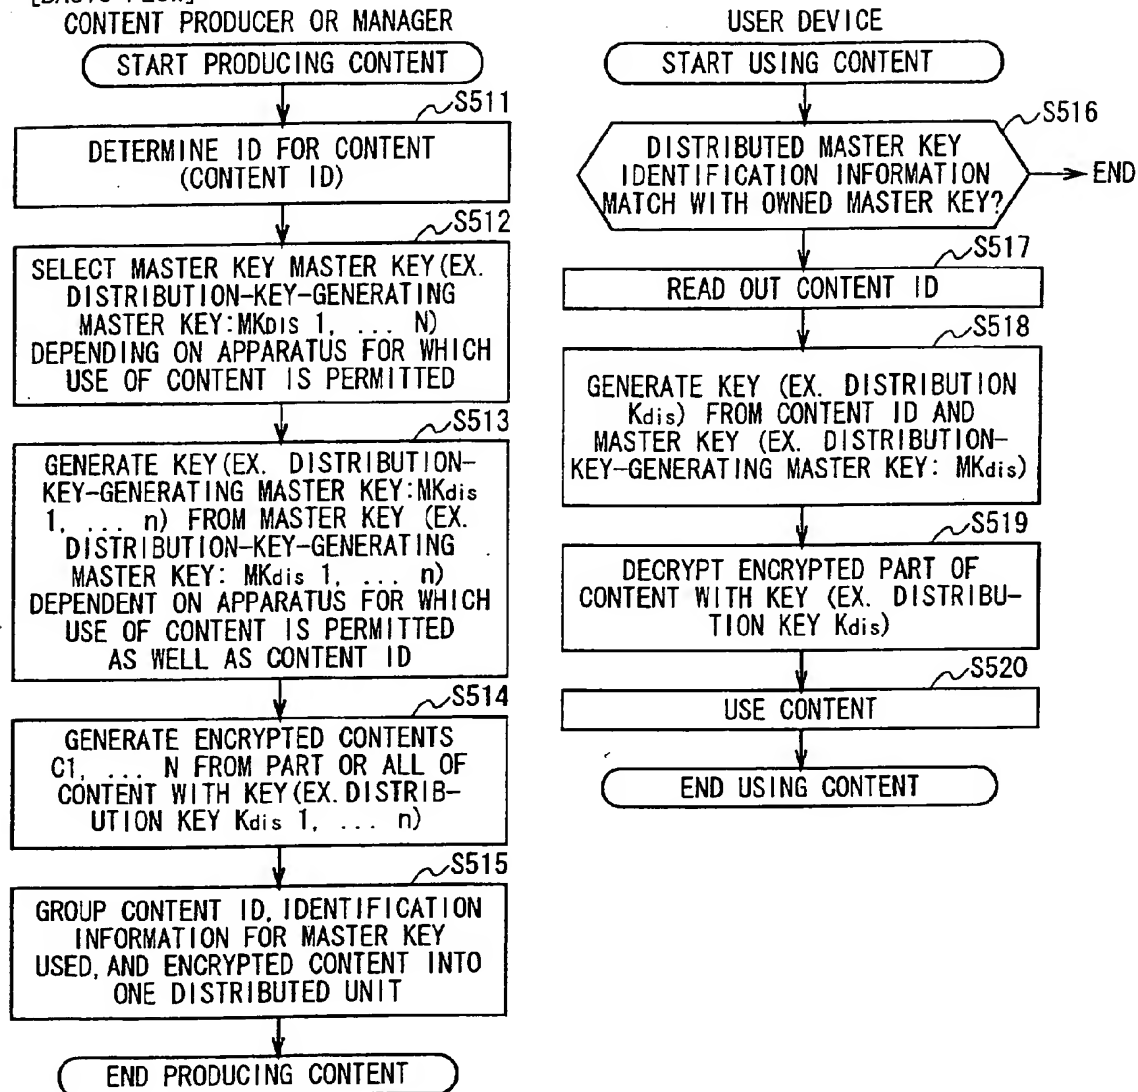 [BASIC FLOW]
CONTENT PRODUCER OR MANAGER
START PRODUCING CONTENT
S511
DETERMINE ID FOR CONTENT
(CONTENT ID)
S512
SELECT MASTER KEY MASTER KEY(EX.
DISTRIBUTION-KEY-GENERATING
MASTER KEY:MKDIS 1, ... N)
DEPENDING ON APPARATUS FOR WHICH
USE OF CONTENT IS PERMITTED
S513
GENERATE KEY(EX. DISTRIBUTION-
KEY-GENERATING MASTER KEY:MKdis
1, ... n) FROM MASTER KEY (EX.
DISTRIBUTION-KEY-GENERATING
MASTER KEY: MKdis 1, ... n)
DEPENDENT ON APPARATUS FOR WHICH
USE OF CONTENT IS PERMITTED
AS WELL AS CONTENT ID
S514
GENERATE ENCRYPTED CONTENTS
C1, ... N FROM PART OR ALL OF
CONTENT WITH KEY(EX. DISTRIB-
UTION KEY Kdis 1, ... n)
S515
GROUP CONTENT ID, IDENTIFICATION
INFORMATION FOR MASTER KEY
USED, AND ENCRYPTED CONTENT INTO
ONE DISTRIBUTED UNIT
END PRODUCING CONTENT
USER DEVICE
START USING CONTENT
S516
DISTRIBUTED MASTER KEY
IDENTIFICATION INFORMATION
MATCH WITH OWNED MASTER KEY?
END
S517
READ OUT CONTENT ID
S518
GENERATE KEY (EX. DISTRIBUTION
Kdis) FROM CONTENT ID AND
MASTER KEY (EX. DISTRIBUTION-
KEY-GENERATING MASTER KEY: MKdis)
S519
DECRYPT ENCRYPTED PART OF
CONTENT WITH KEY (EX. DISTRIBU-
TION KEY Kdis)
S520
USE CONTENT
END USING CONTENT